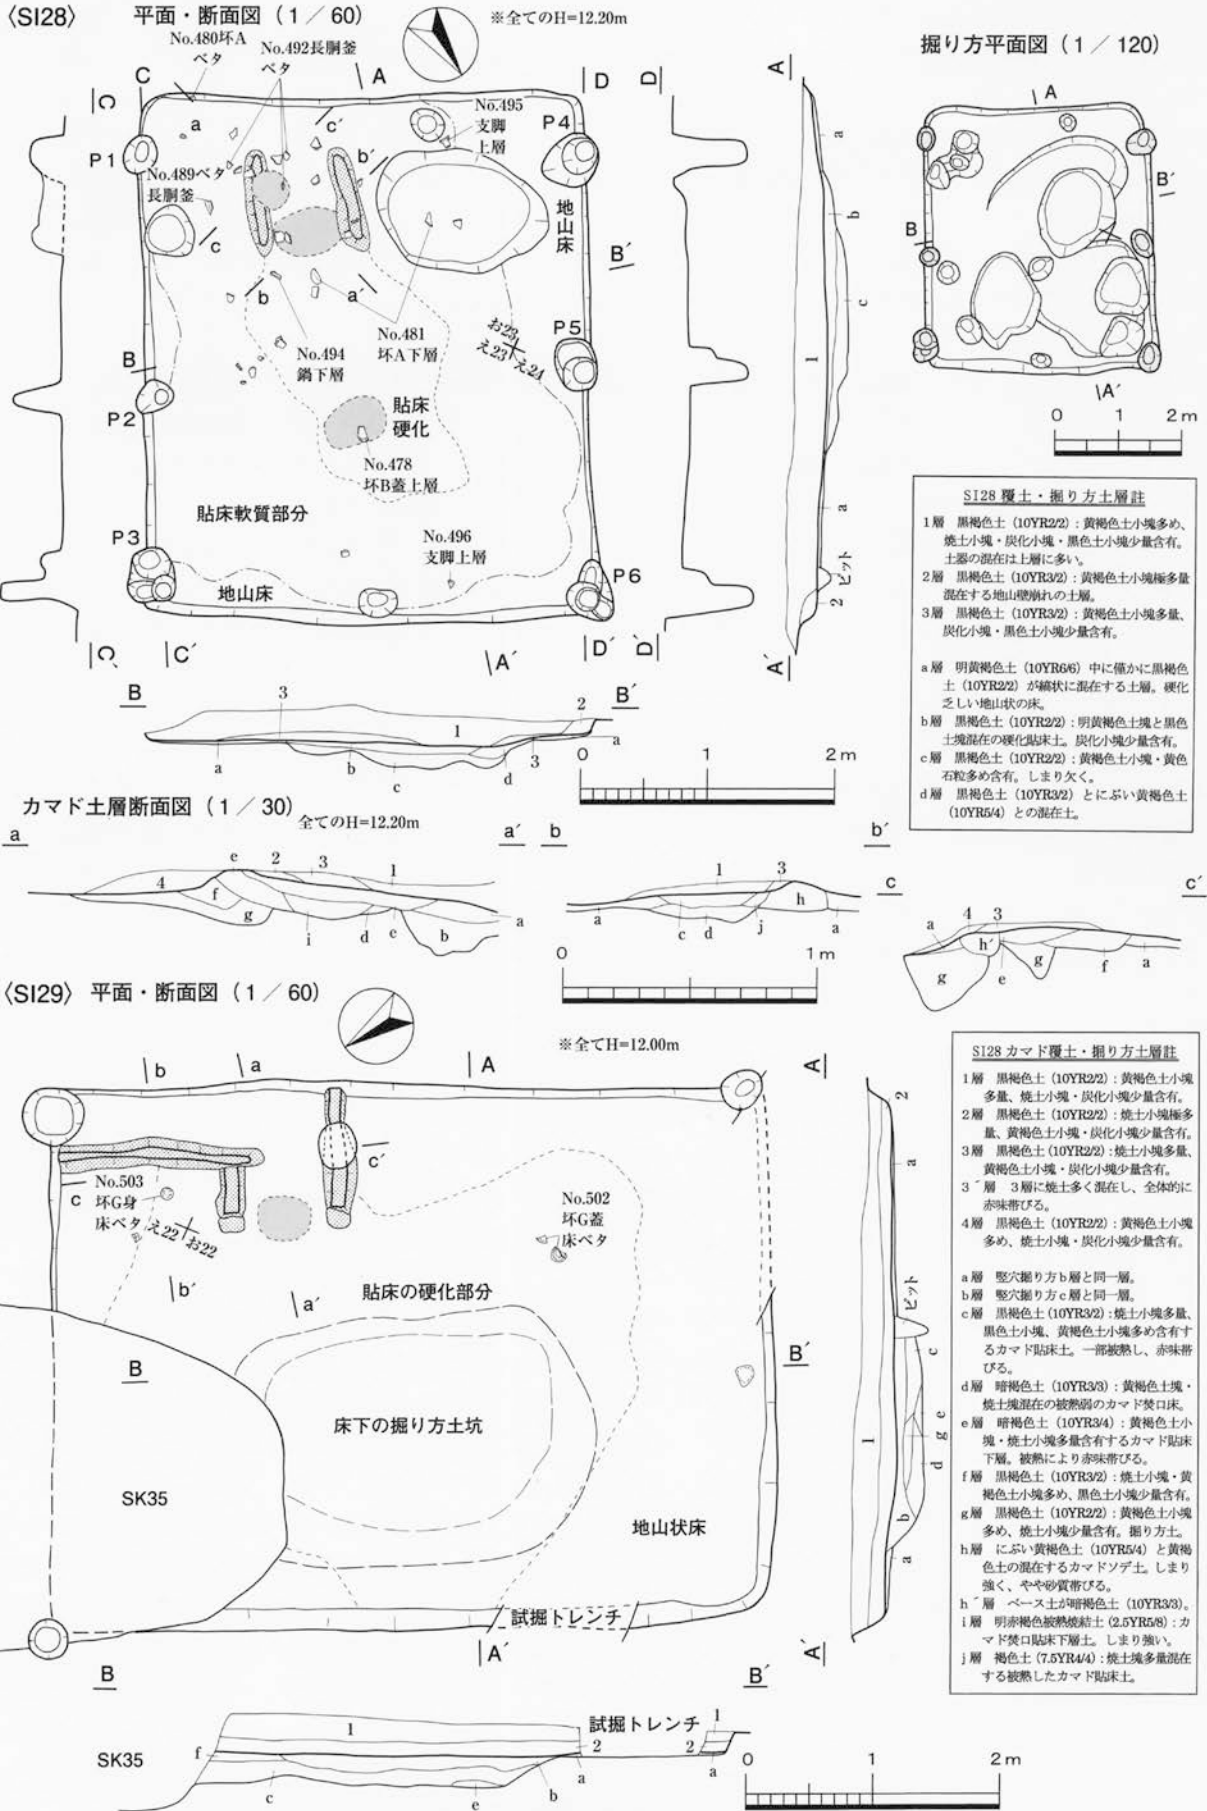 〈SI28〉 平面・断面図（1／60） ※全てのH=12.20m
掘り方平面図（1／120）
No.480坏A
ベタ
No.492長胴釜
ベタ
C
A
D
P1
a
c′
b′
No.495
支脚
上層
P4
No.489ベタ
長胴釜
c
地山床
B′
b
a′
No.494
鍋下層
No.481
坏A下層
お23
え23
え24
P5
B
P2
貼床
硬化
No.478
坏B蓋上層
貼床軟質部分
P3
No.496
支脚上層
地山床
P6
C′
A′
D′
C
C′
D
D′
A
a
b
c
1
a
ピット
2
A′
A
B′
B
A′
0 1 2m
B
3
1
2
B′
a
b
c
d
3
a
0 1 2m
SI28 覆土・掘り方土層註
1層 黒褐色土（10YR2/2）：黄褐色土小塊多め、
焼土小塊・炭化小塊・黒色土小塊少量含有。
土器の混在は上層に多い。
2層 黒褐色土（10YR3/2）：黄褐色土小塊極多量
混在する地山壁崩れの土層。
3層 黒褐色土（10YR3/2）：黄褐色土小塊多量、
炭化小塊・黒色土小塊少量含有。
a層 明黄褐色土（10YR6/6）中に僅かに黒褐色
土（10YR2/2）が縞状に混在する土層。硬化
乏しい地山状の床。
b層 黒褐色土（10YR2/2）：明黄褐色土塊と黒色
土塊混在の硬化貼床土。炭化小塊少量含有。
c層 黒褐色土（10YR2/2）：黄褐色土小塊・黄色
石粒多め含有。しまり欠く。
d層 黒褐色土（10YR3/2）とにぶい黄褐色土
（10YR5/4）との混在土。
カマド土層断面図（1／30） 全てのH=12.20m
a
a′
e 2 3 1
4 f g i d e b a
b
b′
1 3
a c d j h a
c
c′
a 4 3
g h′ e g f a
0 1m
〈SI29〉 平面・断面図（1／60）
※全てH=12.00m
b
a
A
c′
c
No.503
坏G身
床ベタ
え22
お22
No.502
坏G蓋
床ベタ
b′
a′
貼床の硬化部分
B
B′
床下の掘り方土坑
SK35
地山状床
試掘トレンチ
A′
A
2
a
ピット
c
e
g
d
1
b
a
A′
SI28 カマド覆土・掘り方土層註
1層 黒褐色土（10YR2/2）：黄褐色土小塊
多量、焼土小塊・炭化小塊少量含有。
2層 黒褐色土（10YR2/2）：焼土小塊極多
量、黄褐色土小塊・炭化小塊少量含有。
3層 黒褐色土（10YR2/2）：焼土小塊多量、
黄褐色土小塊・炭化小塊少量含有。
3′層 3層に焼土多く混在し、全体的に
赤味帯びる。
4層 黒褐色土（10YR2/2）：黄褐色土小塊
多め、焼土小塊・炭化小塊少量含有。
a層 竪穴掘り方b層と同一層。
b層 竪穴掘り方c層と同一層。
c層 黒褐色土（10YR3/2）：焼土小塊多量、
黒色土小塊、黄褐色土小塊多め含有す
るカマド貼床土。一部被熱し、赤味帯
びる。
d層 暗褐色土（10YR3/3）：黄褐色土塊・
焼土塊混在の被熱弱のカマド焚口床。
e層 暗褐色土（10YR3/4）：黄褐色土小
塊・焼土小塊多量含有するカマド貼床
下層。被熱により赤味帯びる。
f層 黒褐色土（10YR3/2）：焼土小塊・黄
褐色土小塊多め、黒色土小塊少量含有。
g層 黒褐色土（10YR2/2）：黄褐色土小塊
多め、焼土小塊少量含有。掘り方土。
h層 にぶい黄褐色土（10YR5/4）と黄褐
色土の混在するカマドソデ土。しまり
強く、やや砂質帯びる。
h′層 ベース土が暗褐色土（10YR3/3）。
i層 明赤褐色被熱焼結土（2.5YR5/8）：カ
マド焚口貼床下層土。しまり強い。
j層 褐色土（7.5YR4/4）：焼土塊多量混在
する被熱したカマド貼床土。
B
B′
SK35
f
1
試掘トレンチ
1
2
2
a
a
c
e
b
0 1 2m